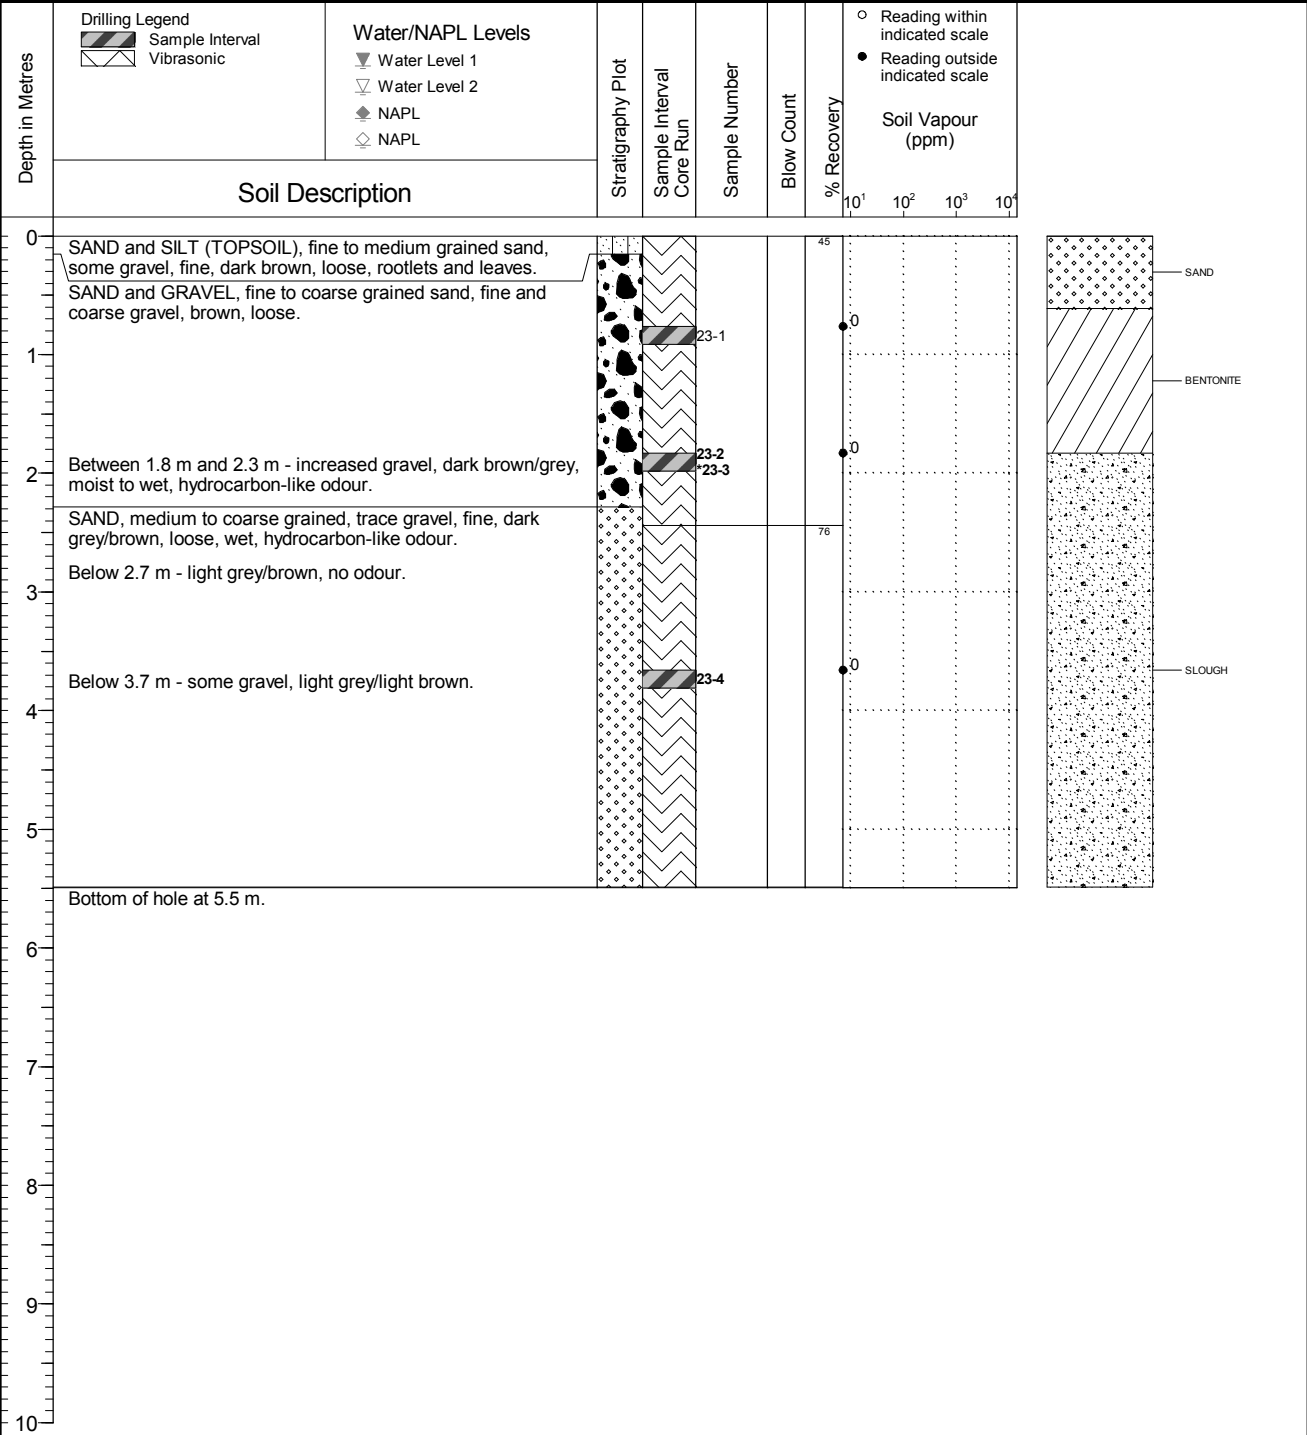 Depth in Metres
Drilling Legend
Sample Interval
Vibrasonic
Water/NAPL Levels
Water Level 1
Water Level 2
NAPL
NAPL
Soil Description
Stratigraphy Plot
Sample Interval
Core Run
Sample Number
Blow Count
% Recovery
Reading within
indicated scale
Reading outside
indicated scale
Soil Vapour
(ppm)
10¹ 10² 10³ 10⁴
0
SAND and SILT (TOPSOIL), fine to medium grained sand,
some gravel, fine, dark brown, loose, rootlets and leaves.
45
SAND
SAND and GRAVEL, fine to coarse grained sand, fine and
coarse gravel, brown, loose.
0
23-1
1
BENTONITE
Between 1.8 m and 2.3 m - increased gravel, dark brown/grey,
moist to wet, hydrocarbon-like odour.
23-2
*23-3
0
2
SAND, medium to coarse grained, trace gravel, fine, dark
grey/brown, loose, wet, hydrocarbon-like odour.
76
Below 2.7 m - light grey/brown, no odour.
3
Below 3.7 m - some gravel, light grey/light brown.
23-4
0
SLOUGH
4
5
Bottom of hole at 5.5 m.
6
7
8
9
10